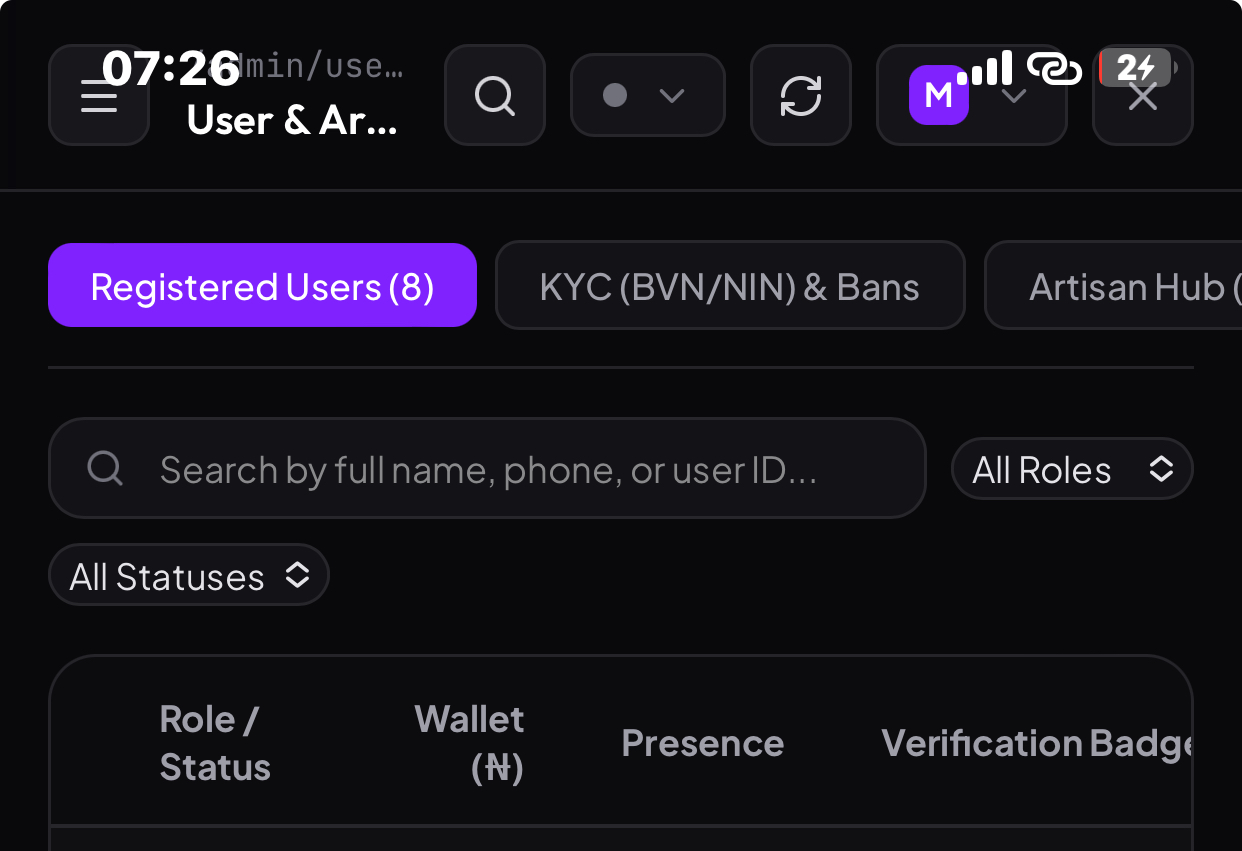 07:26
/admin/use…
2
User & Ar…
M
Registered Users (8)
KYC (BVN/NIN) & Bans
Artisan Hub (
Search by full name, phone, or user ID...
All Roles
All Statuses
Role /
Status
Wallet
(₦)
Presence
Verification Badge